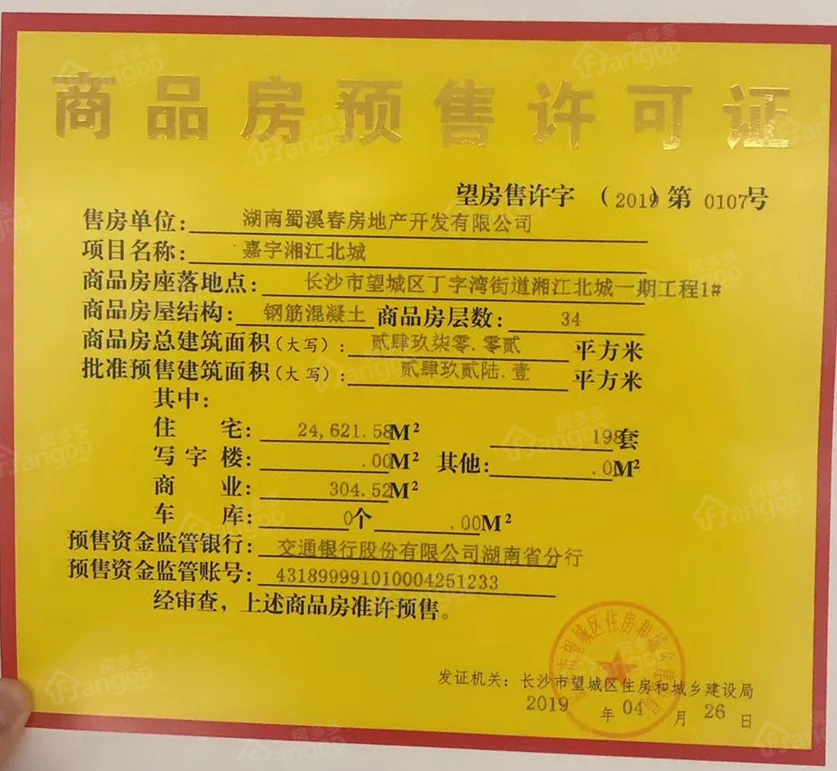 商品房预售许可证
望房售许字 (2019) 第 0107号
售房单位: 湖南蜀溪春房地产开发有限公司
项目名称: 嘉宇湘江北城
商品房座落地点: 长沙市望城区丁字湾街道湘江北城一期工程1#
商品房屋结构: 钢筋混凝土 商品房层数: 34
商品房总建筑面积(大写): 贰肆玖柒零.零贰 平方米
批准预售建筑面积(大写): 贰肆玖贰陆.壹 平方米
其中:
住 宅: 24,621.58M² 198套
写字楼: .00M² 其他: .0M²
商 业: 304.52M²
车 库: 0个 .00M²
预售资金监管银行: 交通银行股份有限公司湖南省分行
预售资金监管账号: 431899991010004251233
经审查,上述商品房准许预售。
发证机关: 长沙市望城区住房和城乡建设局
2019 年 04 月 26 日
房多多
Fangdd